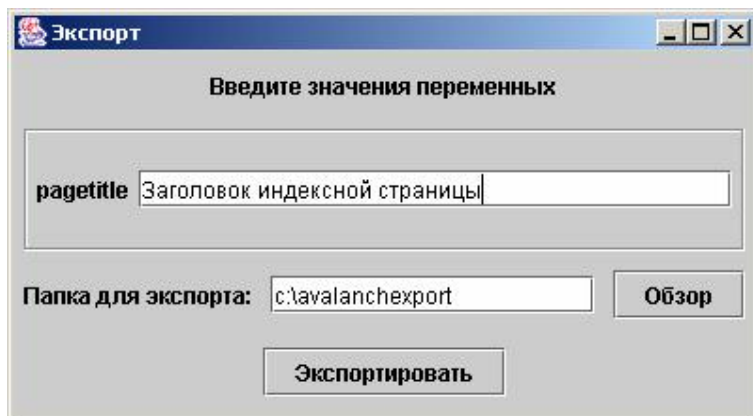 Экспорт
Введите значения переменных
pagetitle Заголовок индексной страницы
Папка для экспорта: c:\avalanchexport Обзор
Экспортировать